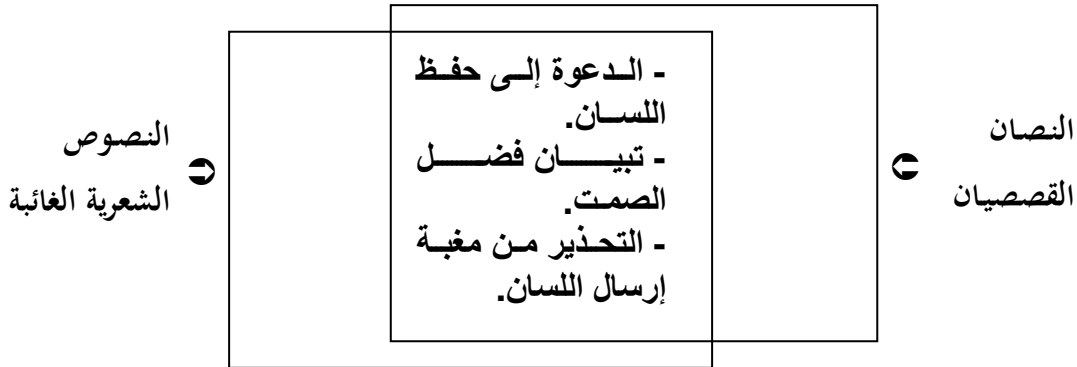 النصان
القصصيان
- الدعوة إلى حفظ
اللسان.
- تبيان فضل
الصمت.
- التحذير من مغبة
إرسال اللسان.
النصوص
الشعرية الغائبة